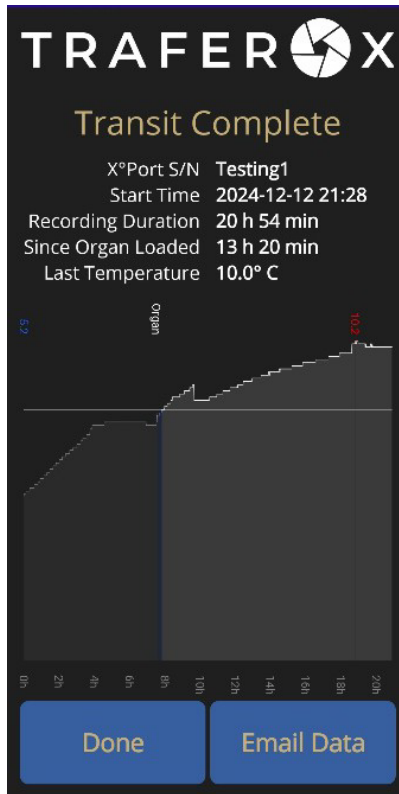 TRAFEROX
Transit Complete
X°Port S/N Testing1
Start Time 2024-12-12 21:28
Recording Duration 20 h 54 min
Since Organ Loaded 13 h 20 min
Last Temperature 10.0° C
5.2
Organ
10.2
0h
2h
4h
6h
8h
10h
12h
14h
16h
18h
20h
Done
Email Data